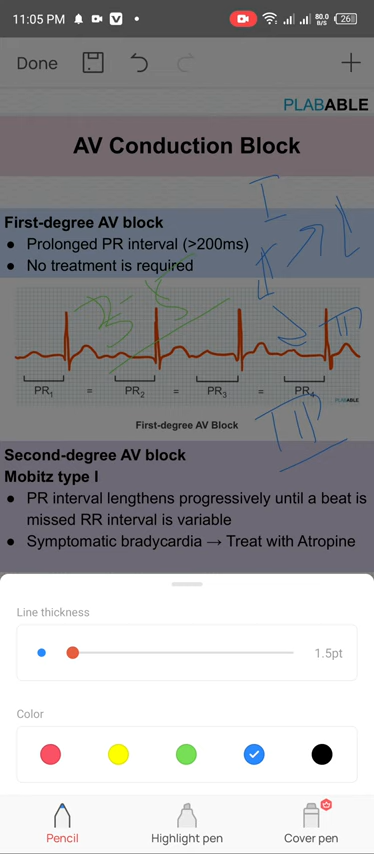 11:05 PM
80.0 B/S
26
Done
PLABABLE
AV Conduction Block
I
First-degree AV block
● Prolonged PR interval (>200ms)
● No treatment is required
II
PR1 = PR2 = PR3 = PR4
PLABABLE
First-degree AV Block
III
Second-degree AV block
Mobitz type I
● PR interval lengthens progressively until a beat is
missed RR interval is variable
● Symptomatic bradycardia → Treat with Atropine
Line thickness
1.5pt
Color
Pencil
Highlight pen
Cover pen